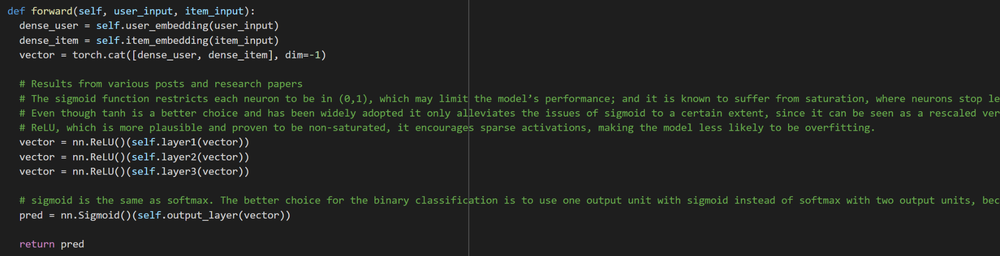 def forward(self, user_input, item_input):
  dense_user = self.user_embedding(user_input)
  dense_item = self.item_embedding(item_input)
  vector = torch.cat([dense_user, dense_item], dim=-1)

  # Results from various posts and research papers
  # The sigmoid function restricts each neuron to be in (0,1), which may limit the model’s performance; and it is known to suffer from saturation, where neurons stop le
  # Even though tanh is a better choice and has been widely adopted it only alleviates the issues of sigmoid to a certain extent, since it can be seen as a rescaled ver
  # ReLU, which is more plausible and proven to be non-saturated, it encourages sparse activations, making the model less likely to be overfitting.
  vector = nn.ReLU()(self.layer1(vector))
  vector = nn.ReLU()(self.layer2(vector))
  vector = nn.ReLU()(self.layer3(vector))

  # sigmoid is the same as softmax. The better choice for the binary classification is to use one output unit with sigmoid instead of softmax with two output units, bec
  pred = nn.Sigmoid()(self.output_layer(vector))

  return pred